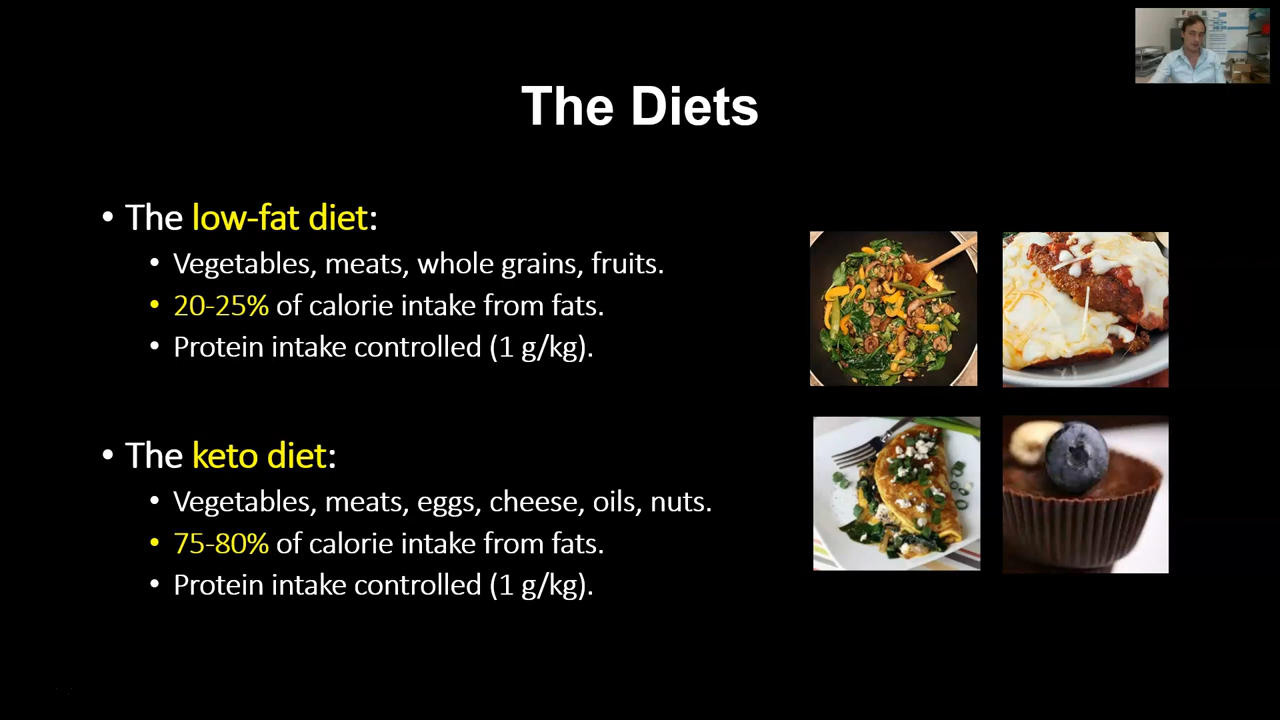 The Diets
• The low-fat diet:
• Vegetables, meats, whole grains, fruits.
• 20-25% of calorie intake from fats.
• Protein intake controlled (1 g/kg).
• The keto diet:
• Vegetables, meats, eggs, cheese, oils, nuts.
• 75-80% of calorie intake from fats.
• Protein intake controlled (1 g/kg).